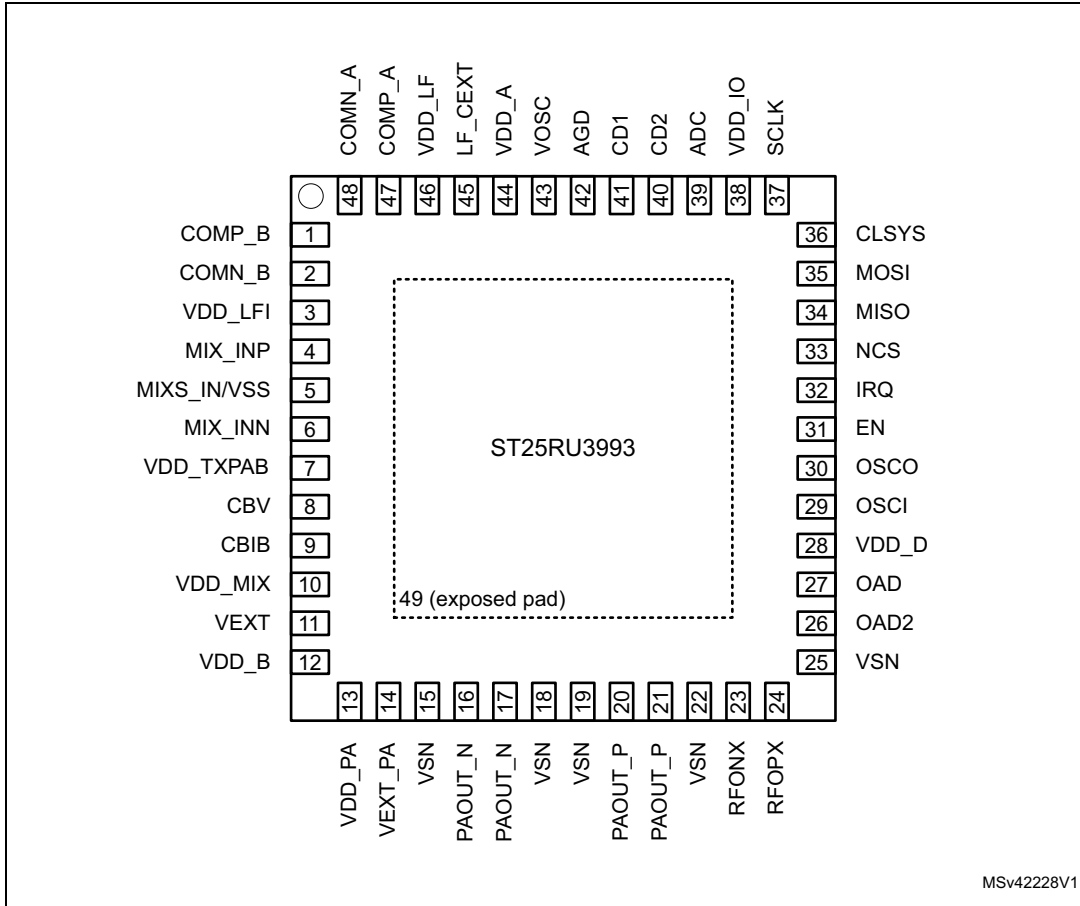 COMN_A
COMP_A
VDD_LF
LF_CEXT
VDD_A
VOSC
AGD
CD1
CD2
ADC
VDD_IO
SCLK
48
47
46
45
44
43
42
41
40
39
38
37
COMP_B 1
COMN_B 2
VDD_LFI 3
MIX_INP 4
MIXS_IN/VSS 5
MIX_INN 6
VDD_TXPAB 7
CBV 8
CBIB 9
VDD_MIX 10
VEXT 11
VDD_B 12
ST25RU3993
49 (exposed pad)
36 CLSYS
35 MOSI
34 MISO
33 NCS
32 IRQ
31 EN
30 OSCO
29 OSCI
28 VDD_D
27 OAD
26 OAD2
25 VSN
13
14
15
16
17
18
19
20
21
22
23
24
VDD_PA
VEXT_PA
VSN
PAOUT_N
PAOUT_N
VSN
VSN
PAOUT_P
PAOUT_P
VSN
RFONX
RFOPX
MSv42228V1